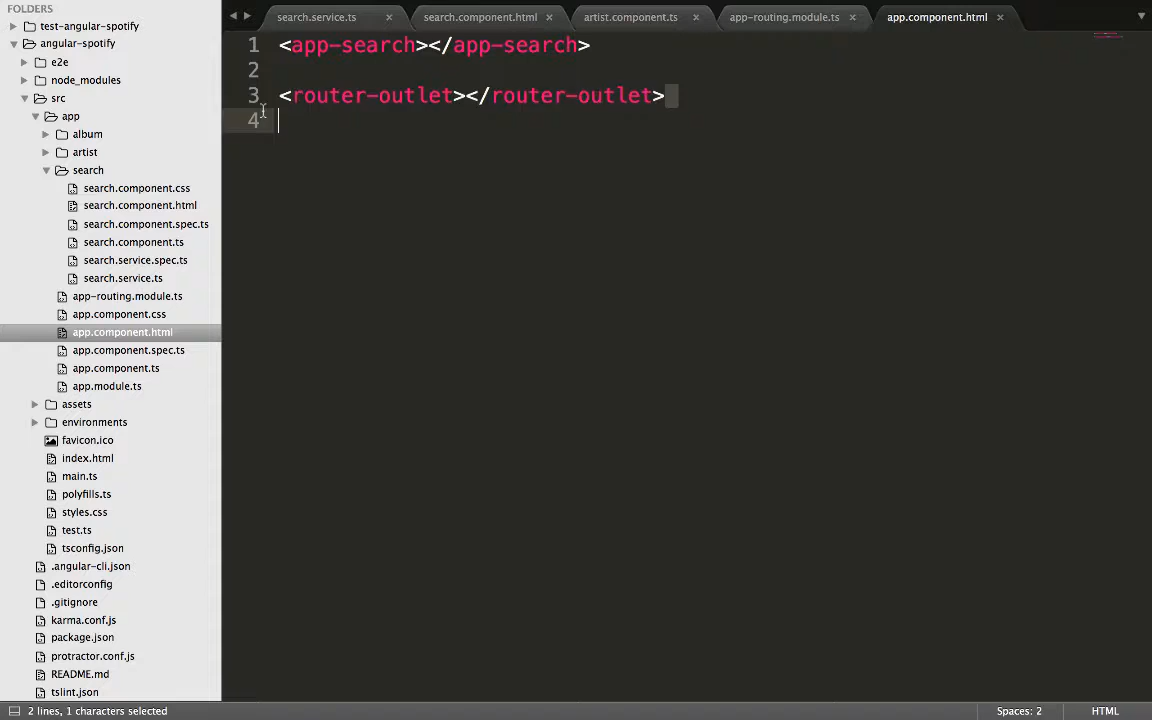 FOLDERS
test-angular-spotify
angular-spotify
e2e
node_modules
src
app
album
artist
search
search.component.css
search.component.html
search.component.spec.ts
search.component.ts
search.service.spec.ts
search.service.ts
app-routing.module.ts
app.component.css
app.component.html
app.component.spec.ts
app.component.ts
app.module.ts
assets
environments
favicon.ico
index.html
main.ts
polyfills.ts
styles.css
test.ts
tsconfig.json
.angular-cli.json
.editorconfig
.gitignore
karma.conf.js
package.json
protractor.conf.js
README.md
tslint.json
search.service.ts × search.component.html × artist.component.ts × app-routing.module.ts × app.component.html ×
1 <app-search></app-search>
2
3 <router-outlet></router-outlet>
4
2 lines, 1 characters selected Spaces: 2 HTML